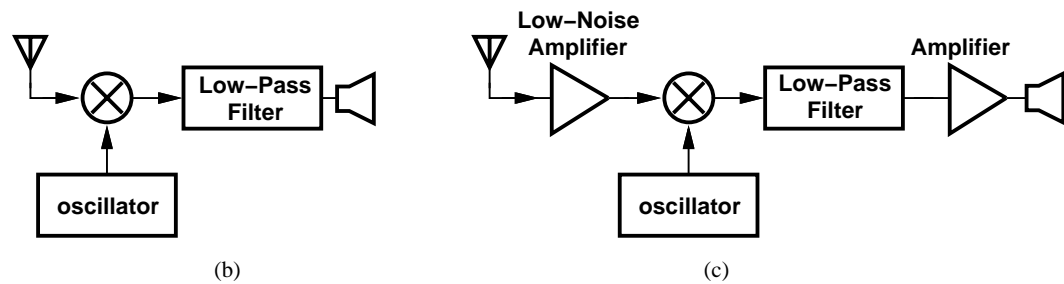 Low−Pass
Filter
oscillator
(b)
Low−Noise
Amplifier
Low−Pass
Filter
Amplifier
oscillator
(c)